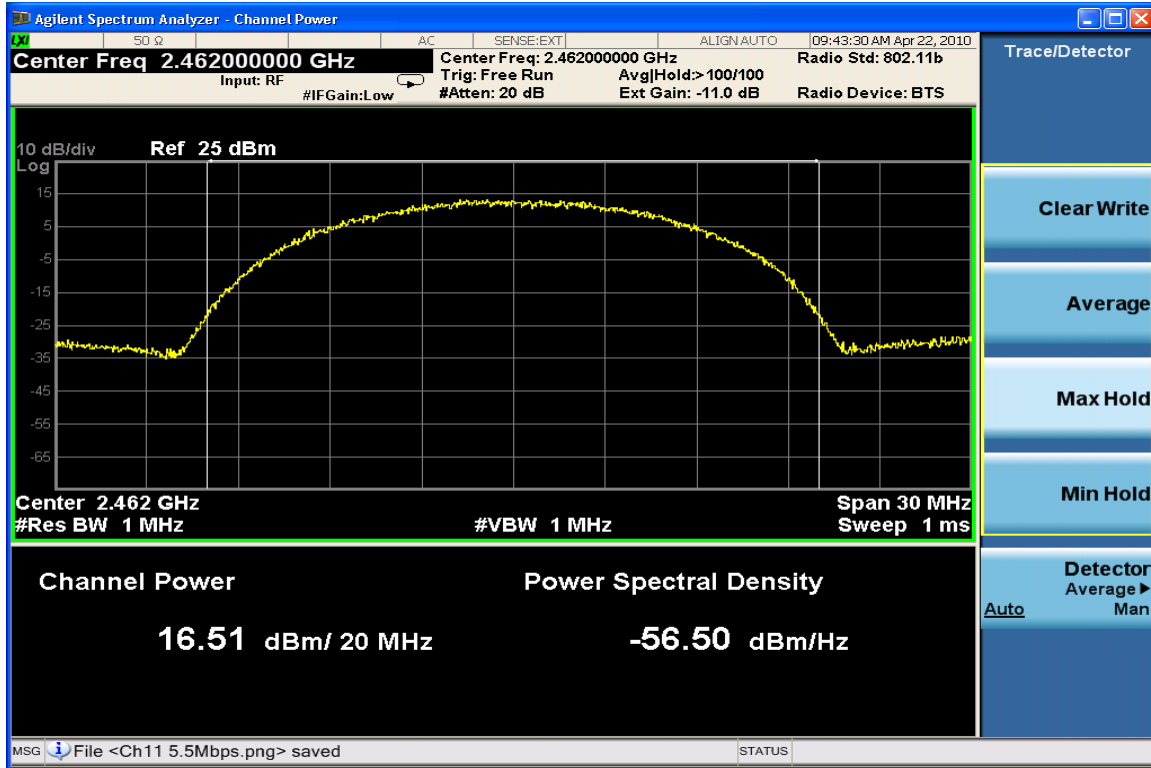 Agilent Spectrum Analyzer - Channel Power
LXI 50 Ω AC SENSE:EXT ALIGN AUTO 09:43:30 AM Apr 22, 2010
Center Freq 2.462000000 GHz
Input: RF
#IFGain:Low
Center Freq: 2.462000000 GHz
Trig: Free Run Avg|Hold:>100/100
#Atten: 20 dB Ext Gain: -11.0 dB
Radio Std: 802.11b
Radio Device: BTS
10 dB/div Ref 25 dBm
Log
15
5
-5
-15
-25
-35
-45
-55
-65
Center 2.462 GHz Span 30 MHz
#Res BW 1 MHz #VBW 1 MHz Sweep 1 ms
Channel Power Power Spectral Density
16.51 dBm/ 20 MHz -56.50 dBm/Hz
MSG File <Ch11 5.5Mbps.png> saved STATUS
Trace/Detector
Clear Write
Average
Max Hold
Min Hold
Detector
Average
Auto Man